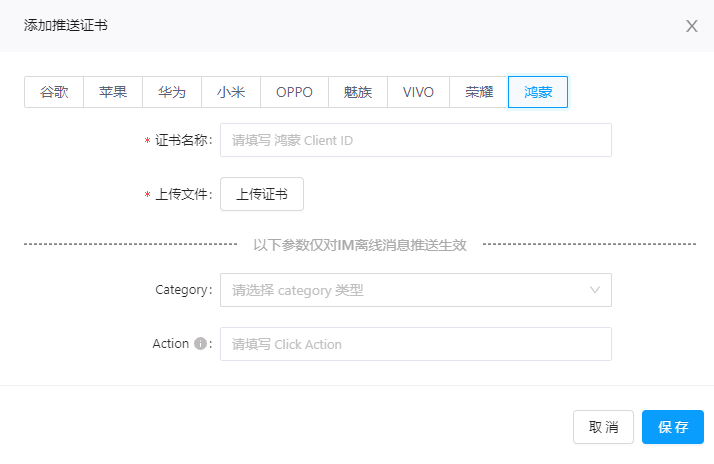 添加推送证书
谷歌 苹果 华为 小米 OPPO 魅族 VIVO 荣耀 鸿蒙
* 证书名称: 请填写 鸿蒙 Client ID
* 上传文件: 上传证书
以下参数仅对IM离线消息推送生效
Category: 请选择 category 类型
Action : 请填写 Click Action
取 消 保 存